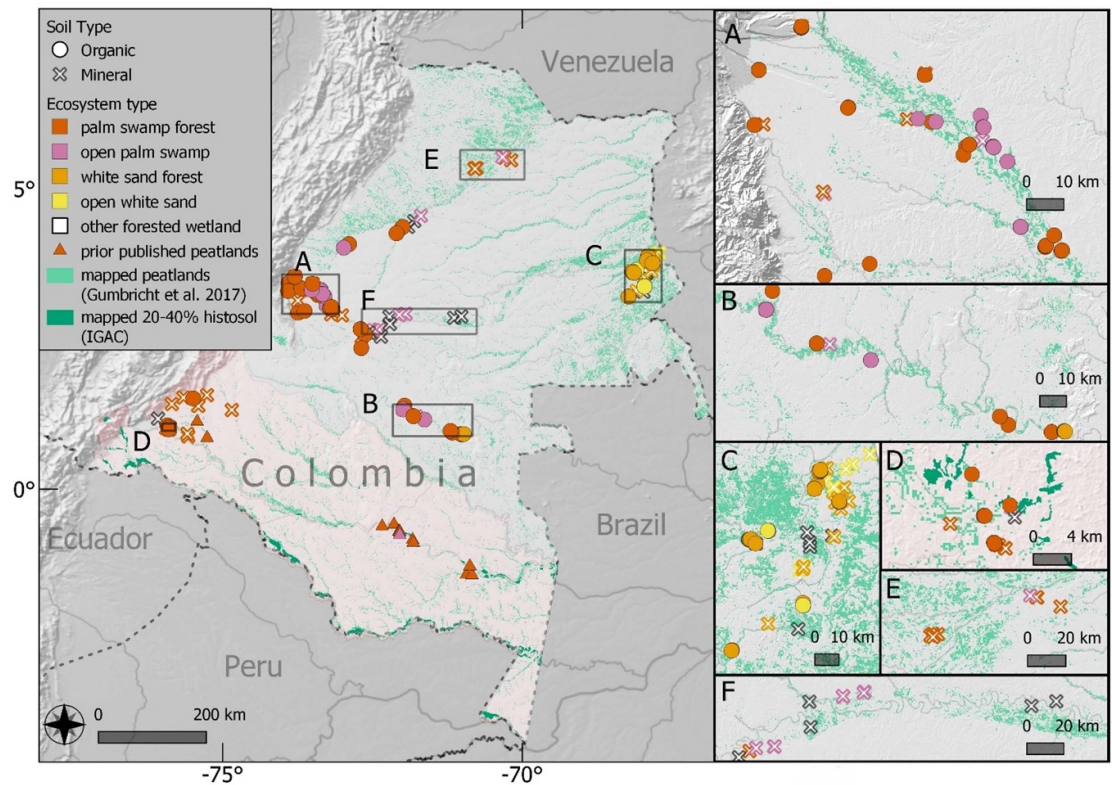 Soil Type
Organic
Mineral
Ecosystem type
palm swamp forest
open palm swamp
white sand forest
open white sand
other forested wetland
prior published peatlands
mapped peatlands
(Gumbricht et al. 2017)
mapped 20-40% histosol
(IGAC)
Venezuela
5°
E
C
A
F
B
D
Colombia
0°
Ecuador
Brazil
Peru
0 200 km
-75° -70°
A
0 10 km
B
0 10 km
C
0 10 km
D
0 4 km
E
0 20 km
F
0 20 km